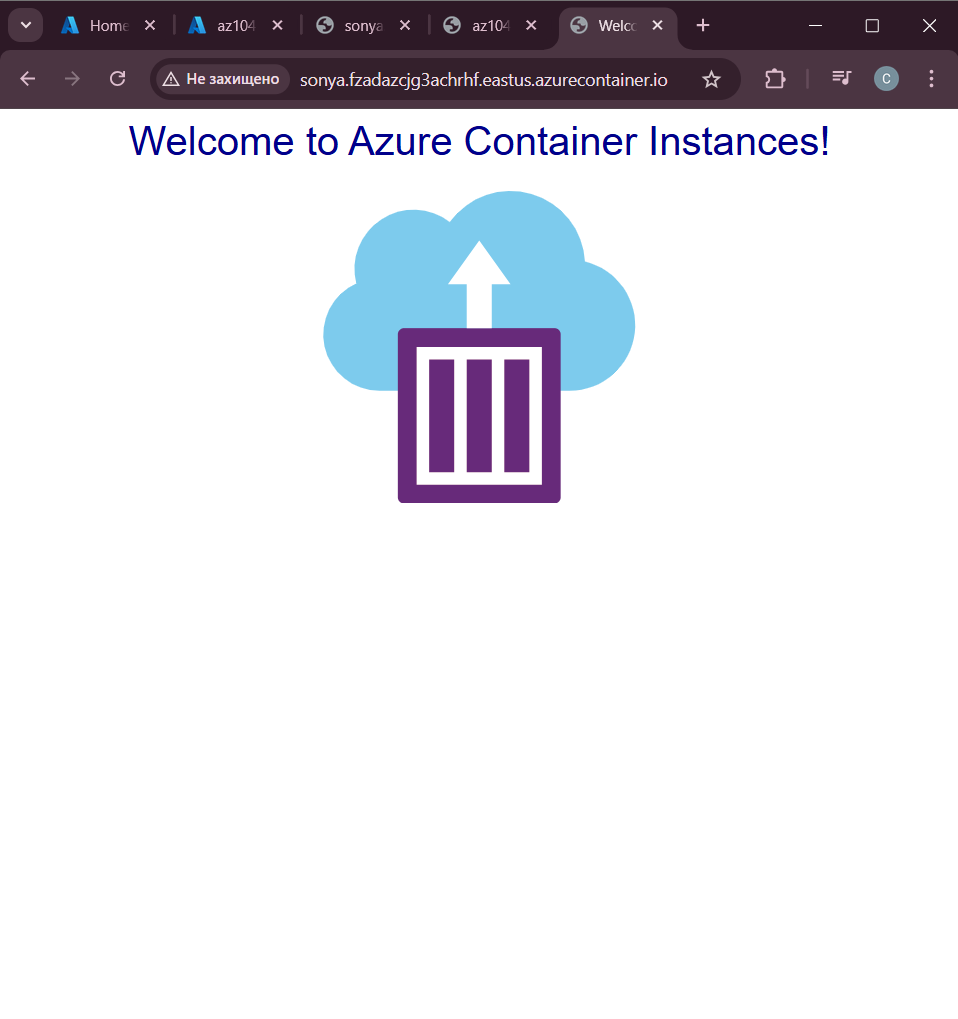 Home
az104
sonya
az104
Welco
Не захищено
sonya.fzadazcjg3achrhf.eastus.azurecontainer.io
C
Welcome to Azure Container Instances!